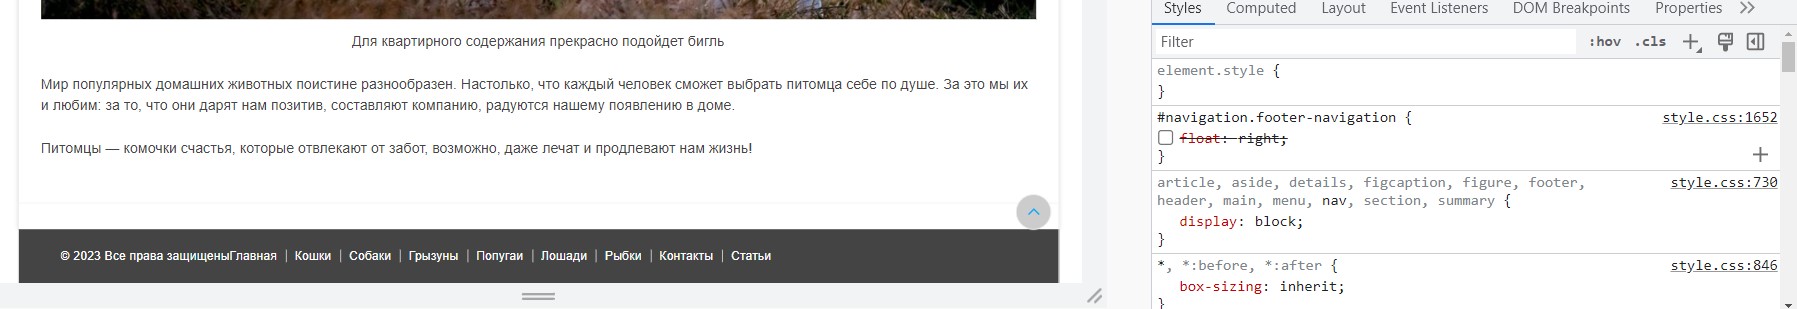 Для квартирного содержания прекрасно подойдет бигль
Мир популярных домашних животных поистине разнообразен. Настолько, что каждый человек сможет выбрать питомца себе по душе. За это мы их
и любим: за то, что они дарят нам позитив, составляют компанию, радуются нашему появлению в доме.
Питомцы — комочки счастья, которые отвлекают от забот, возможно, даже лечат и продлевают нам жизнь!
© 2023 Все права защищеныГлавная | Кошки | Собаки | Грызуны | Попугаи | Лошади | Рыбки | Контакты | Статьи
Styles Computed Layout Event Listeners DOM Breakpoints Properties
Filter :hov .cls
element.style {
}
#navigation.footer-navigation { style.css:1652
float: right;
}
article, aside, details, figcaption, figure, footer, style.css:730
header, main, menu, nav, section, summary {
display: block;
}
*, *:before, *:after { style.css:846
box-sizing: inherit;
}